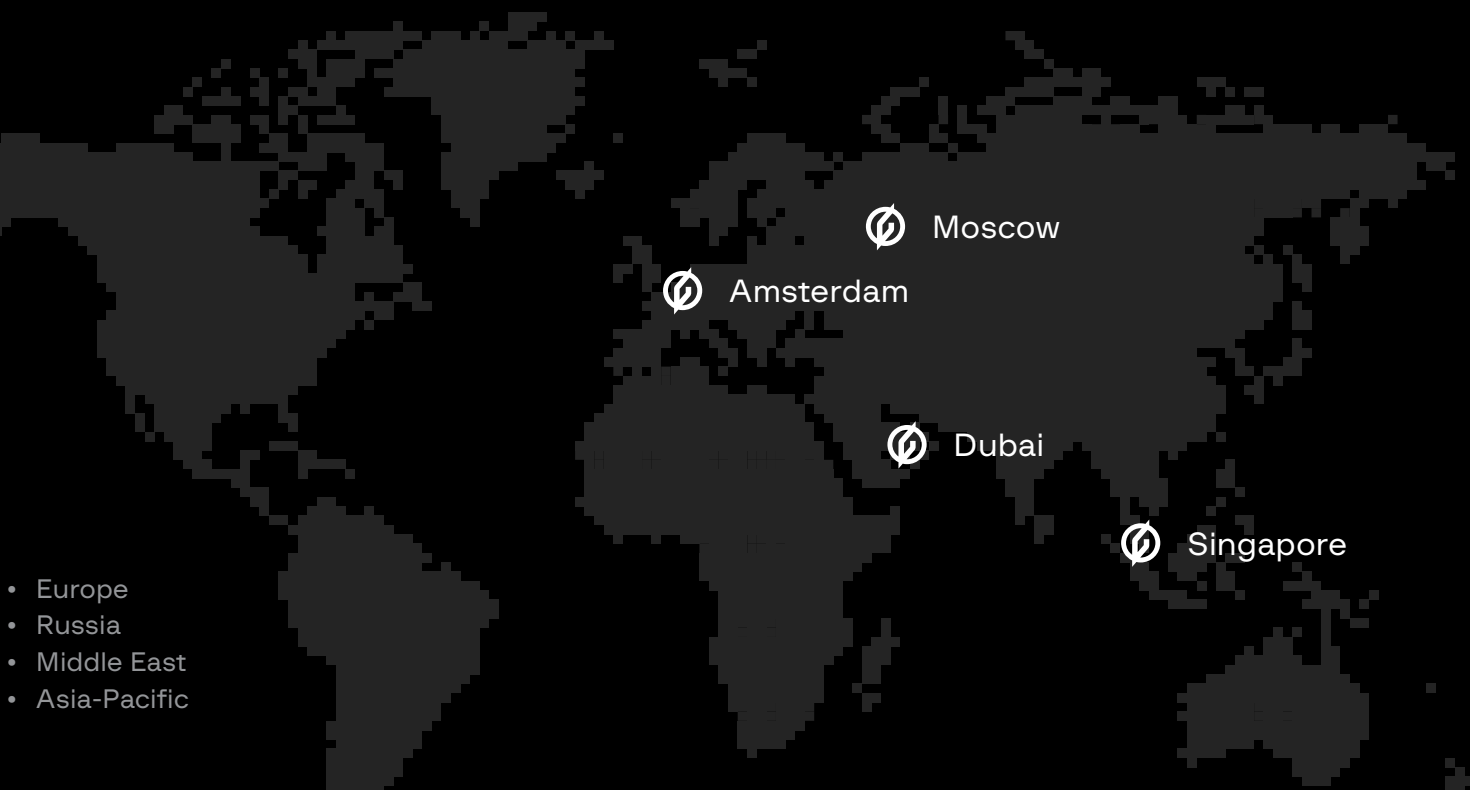 Moscow
Amsterdam
Dubai
Singapore
• Europe
• Russia
• Middle East
• Asia-Pacific